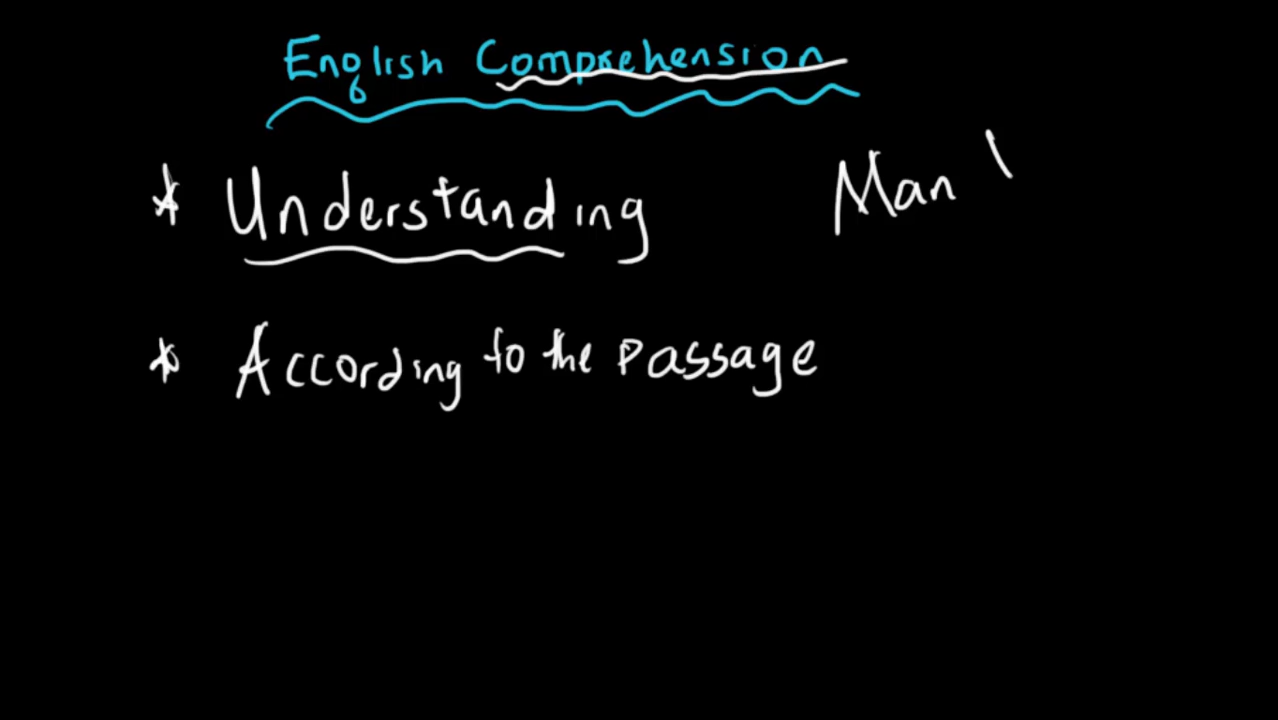 English Comprehension
* Understanding
Man
* According to the Passage